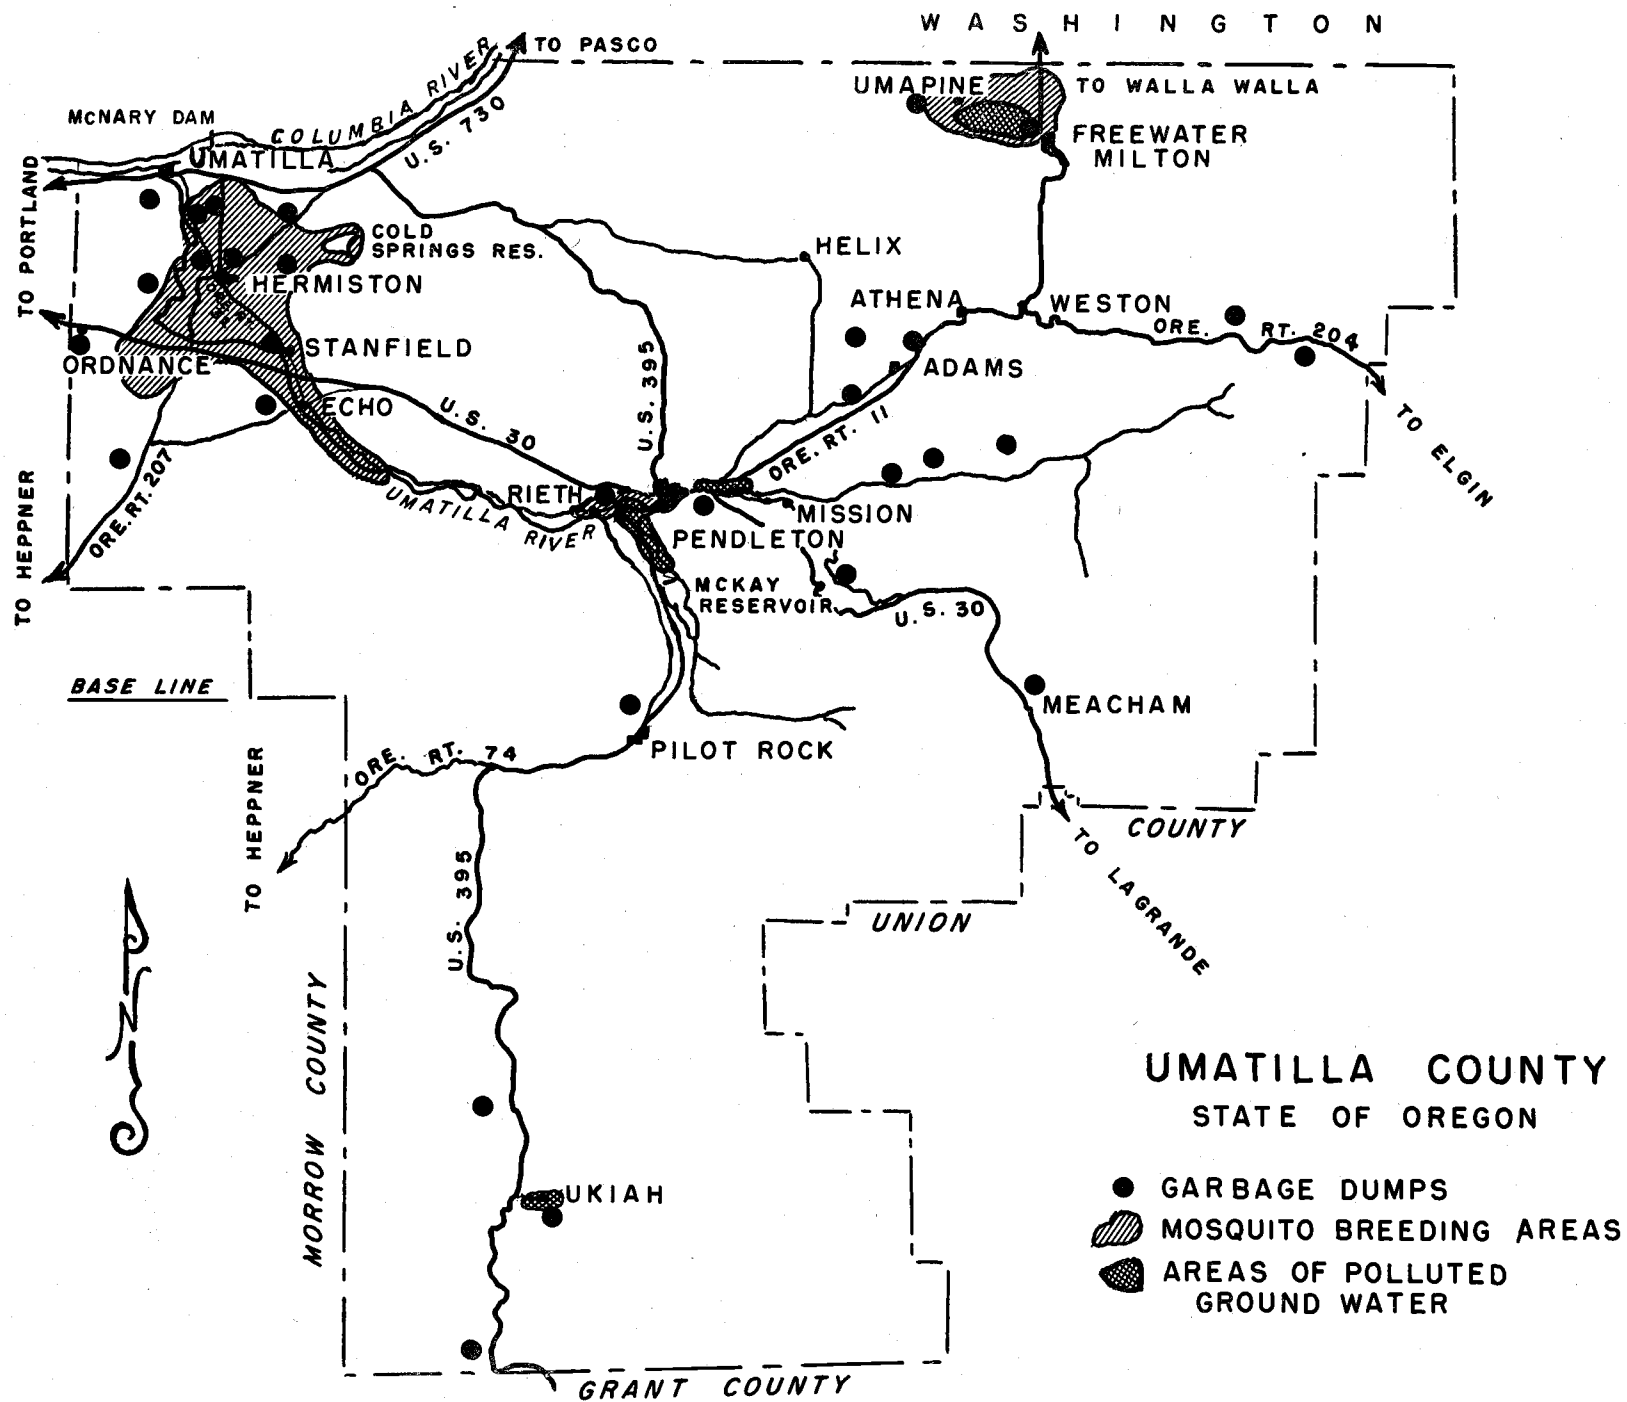 WASHINGTON
TO PASCO
COLUMBIA RIVER
U.S. 730
McNARY DAM
UMATILLA
TO PORTLAND
UMAPINE
TO WALLA WALLA
FREEWATER
MILTON
COLD
SPRINGS RES.
HERMISTON
HELIX
ATHENA
WESTON
ORE. RT. 204
STANFIELD
ORDNANCE
ADAMS
ECHO
U.S. 30
U.S. 395
ORE. RT. 11
TO ELGIN
ORE. RT. 207
TO HEPPNER
UMATILLA RIVER
RIETH
MISSION
PENDLETON
MCKAY
RESERVOIR
U.S. 30
BASE LINE
MEACHAM
PILOT ROCK
ORE. RT. 74
TO HEPPNER
U.S. 395
COUNTY
UNION
TO LAGRANDE
MORROW COUNTY
N
UKIAH
GRANT COUNTY
UMATILLA COUNTY
STATE OF OREGON
GARBAGE DUMPS
MOSQUITO BREEDING AREAS
AREAS OF POLLUTED
GROUND WATER